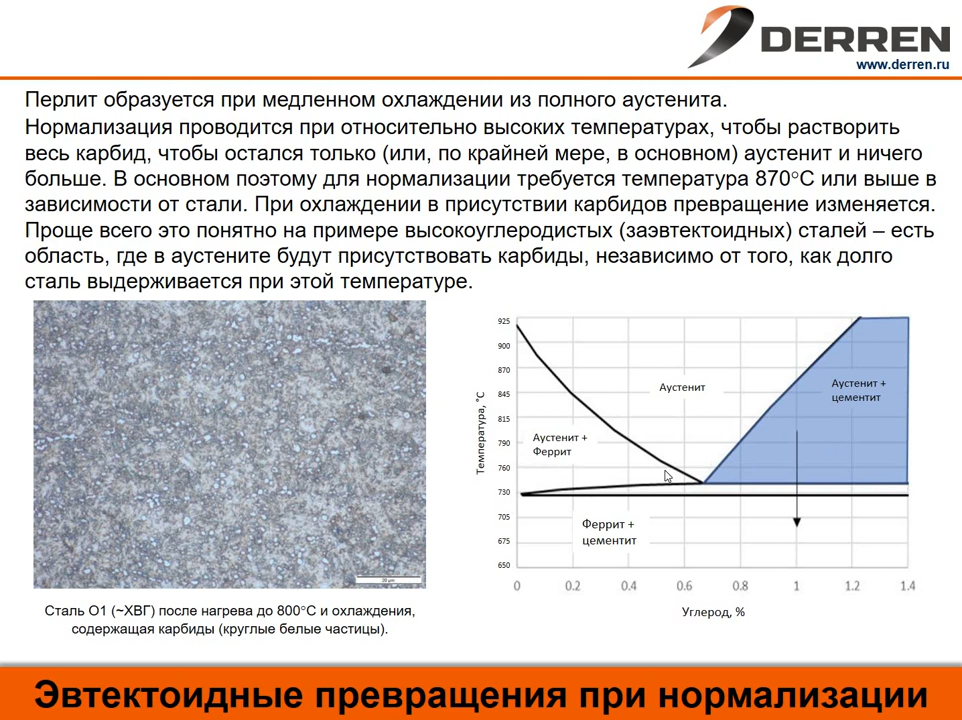 DERREN
www.derren.ru
Перлит образуется при медленном охлаждении из полного аустенита.
Нормализация проводится при относительно высоких температурах, чтобы растворить
весь карбид, чтобы остался только (или, по крайней мере, в основном) аустенит и ничего
больше. В основном поэтому для нормализации требуется температура 870°С или выше в
зависимости от стали. При охлаждении в присутствии карбидов превращение изменяется.
Проще всего это понятно на примере высокоуглеродистых (заэвтектоидных) сталей – есть
область, где в аустените будут присутствовать карбиды, независимо от того, как долго
сталь выдерживается при этой температуре.
20 µm
Сталь О1 (~ХВГ) после нагрева до 800°С и охлаждения,
содержащая карбиды (круглые белые частицы).
Температура, °С
925
900
870
845
815
790
760
730
705
675
650
Аустенит
Аустенит +
цементит
Аустенит +
Феррит
Феррит +
цементит
0 0.2 0.4 0.6 0.8 1 1.2 1.4
Углерод, %
Эвтектоидные превращения при нормализации